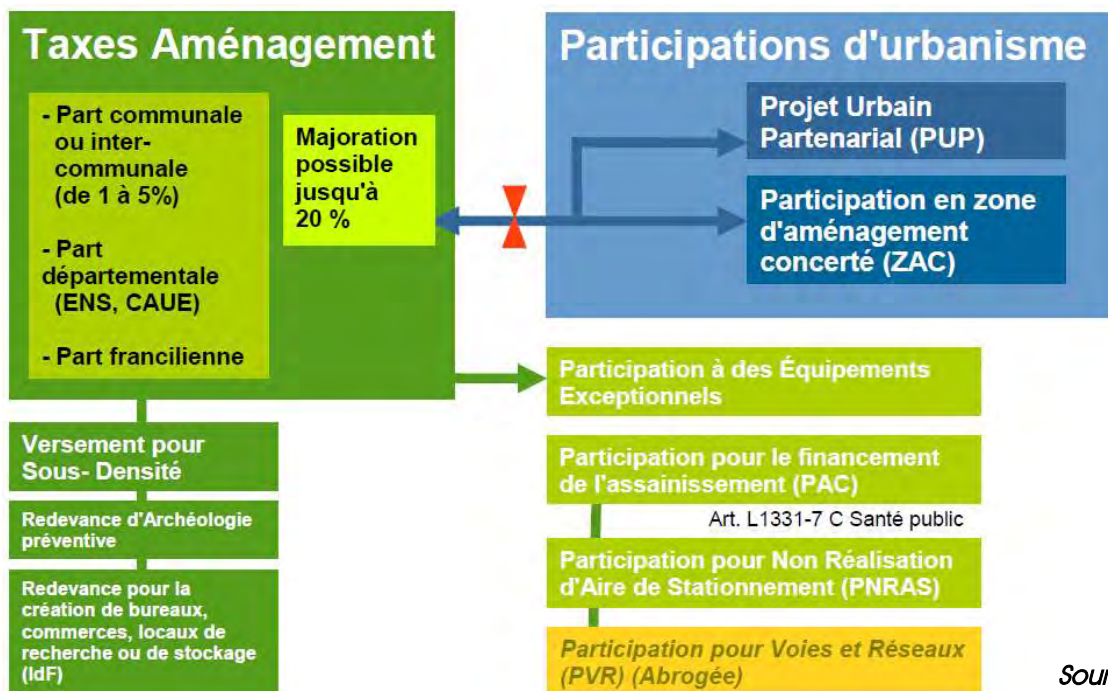 Taxes Aménagement
- Part communale
ou inter-
communale
(de 1 à 5%)
- Part
départementale
(ENS, CAUE)
- Part francilienne
Majoration
possible
jusqu'à
20 %
Participations d'urbanisme
Projet Urbain
Partenarial (PUP)
Participation en zone
d'aménagement
concerté (ZAC)
Versement pour
Sous- Densité
Redevance d'Archéologie
préventive
Redevance pour la
création de bureaux,
commerces, locaux de
recherche ou de stockage
(IdF)
Participation à des Équipements
Exceptionnels
Participation pour le financement
de l'assainissement (PAC)
Art. L1331-7 C Santé public
Participation pour Non Réalisation
d'Aire de Stationnement (PNRAS)
Participation pour Voies et Réseaux
(PVR) (Abrogée)